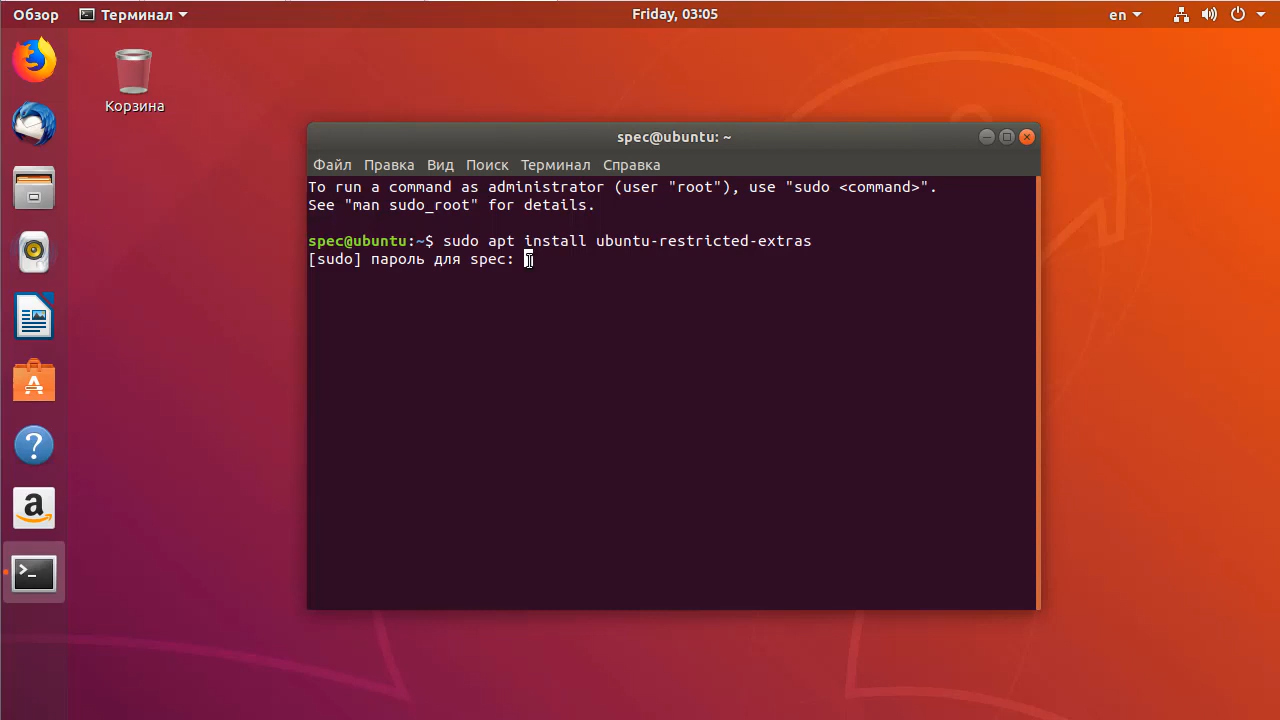 Обзор Терминал Friday, 03:05 en
Корзина
spec@ubuntu: ~
Файл Правка Вид Поиск Терминал Справка
To run a command as administrator (user "root"), use "sudo <command>".
See "man sudo_root" for details.
spec@ubuntu:~$ sudo apt install ubuntu-restricted-extras
[sudo] пароль для spec: